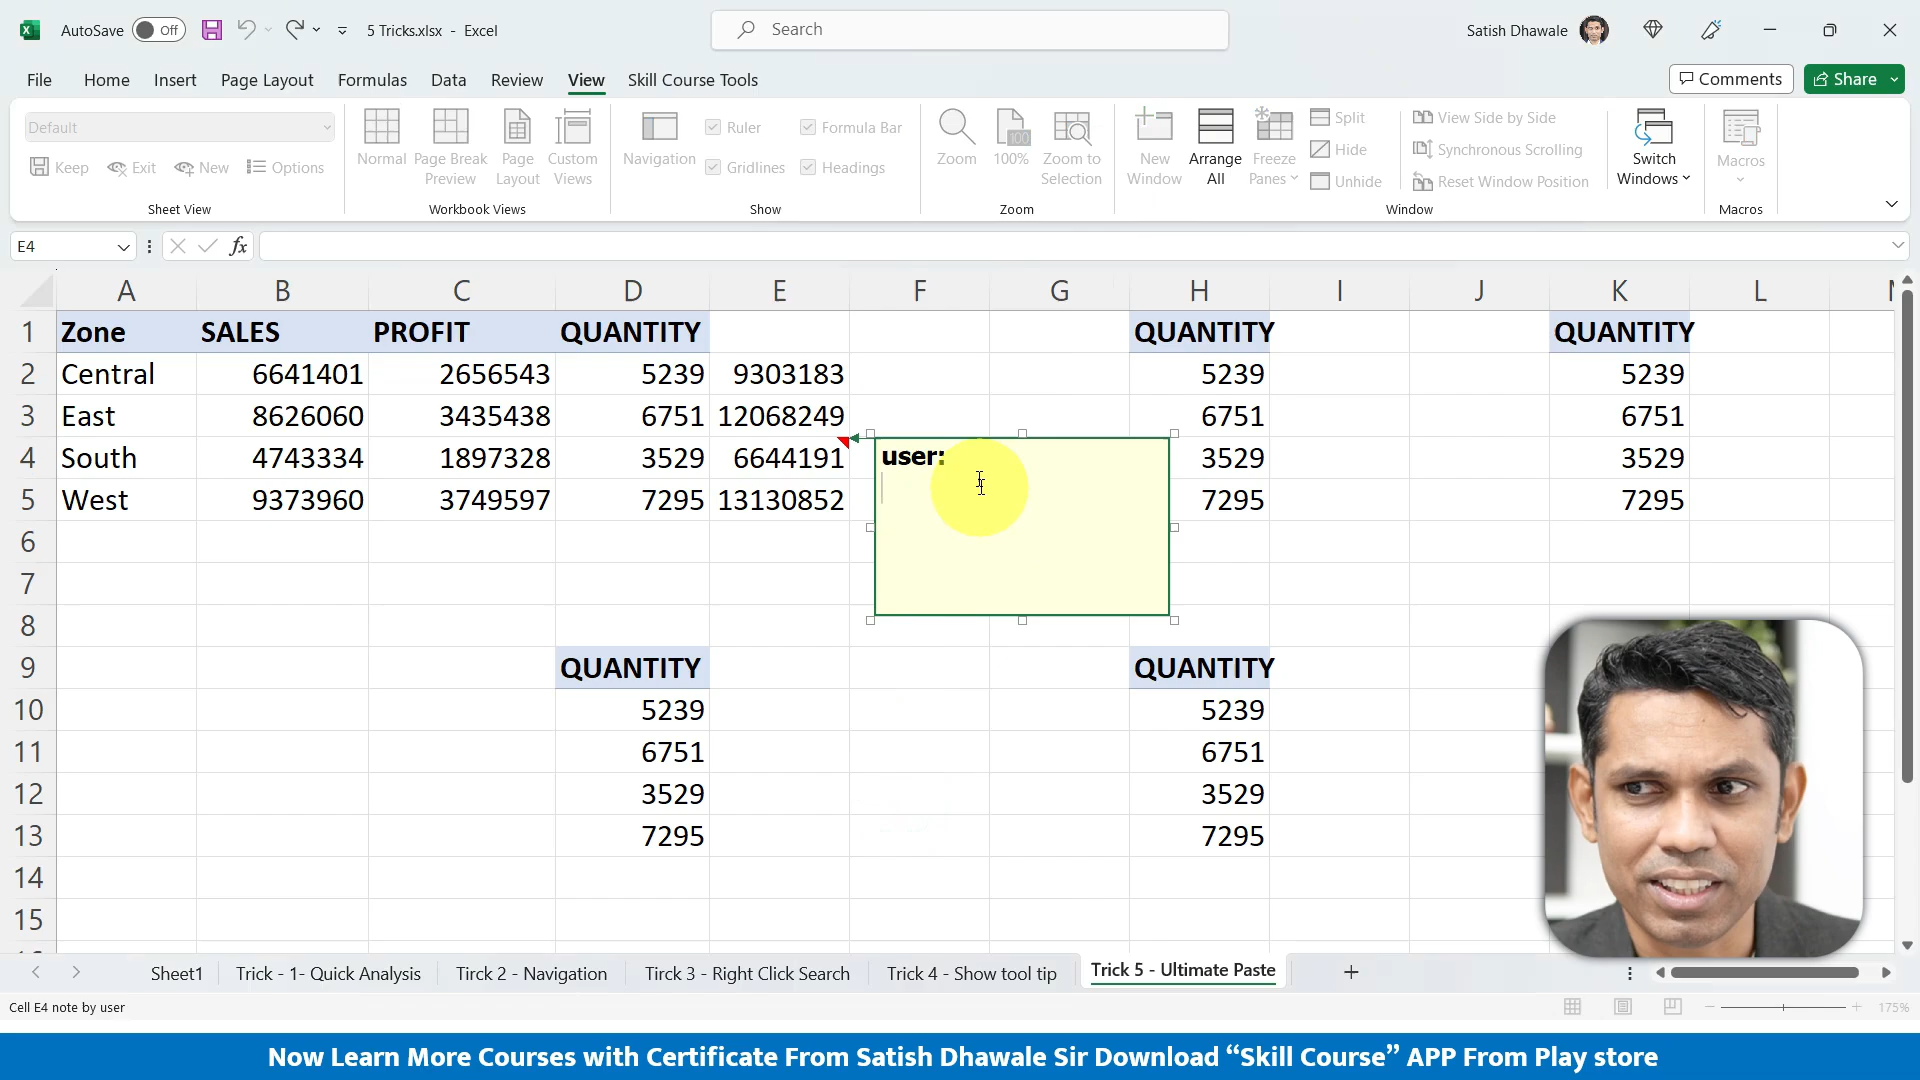 AutoSave Off 5 Tricks.xlsx - Excel Search Satish Dhawale
File Home Insert Page Layout Formulas Data Review View Skill Course Tools Comments Share
Default
Keep Exit New Options
Sheet View
Normal Page Break Preview Page Layout Custom Views
Workbook Views
Navigation Ruler Formula Bar
Gridlines Headings
Show
Zoom 100 100% Zoom to Selection
Zoom
New Window Arrange All Freeze Panes Split Hide Unhide
View Side by Side
Synchronous Scrolling
Reset Window Position
Switch Windows
Window
Macros
Macros
E4 fx
A B C D E F G H I J K L
1 Zone SALES PROFIT QUANTITY QUANTITY QUANTITY
2 Central 6641401 2656543 5239 9303183 5239 5239
3 East 8626060 3435438 6751 12068249 6751 6751
4 South 4743334 1897328 3529 6644191 user: 3529 3529
5 West 9373960 3749597 7295 13130852 7295 7295
6
7
8
9 QUANTITY QUANTITY
10 5239 5239
11 6751 6751
12 3529 3529
13 7295 7295
14
15
Sheet1 Trick - 1- Quick Analysis Tirck 2 - Navigation Tirck 3 - Right Click Search Trick 4 - Show tool tip Trick 5 - Ultimate Paste
Cell E4 note by user 175%
Now Learn More Courses with Certificate From Satish Dhawale Sir Download “Skill Course” APP From Play store